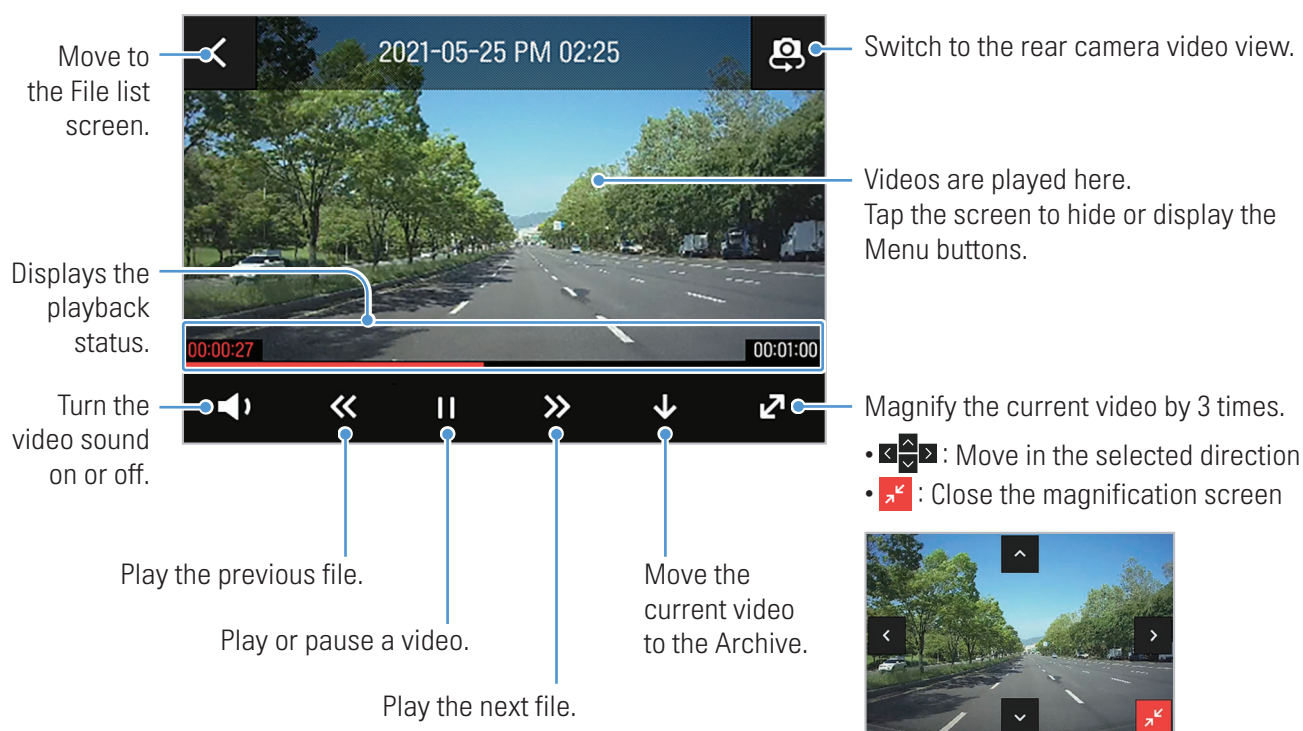 Move to
the File list
screen.
2021-05-25 PM 02:25
Switch to the rear camera video view.
Videos are played here.
Tap the screen to hide or display the
Menu buttons.
Displays the
playback
status.
00:00:27
00:01:00
Turn the
video sound
on or off.
Magnify the current video by 3 times.
• : Move in the selected direction
• : Close the magnification screen
Play the previous file.
Play or pause a video.
Play the next file.
Move the
current video
to the Archive.